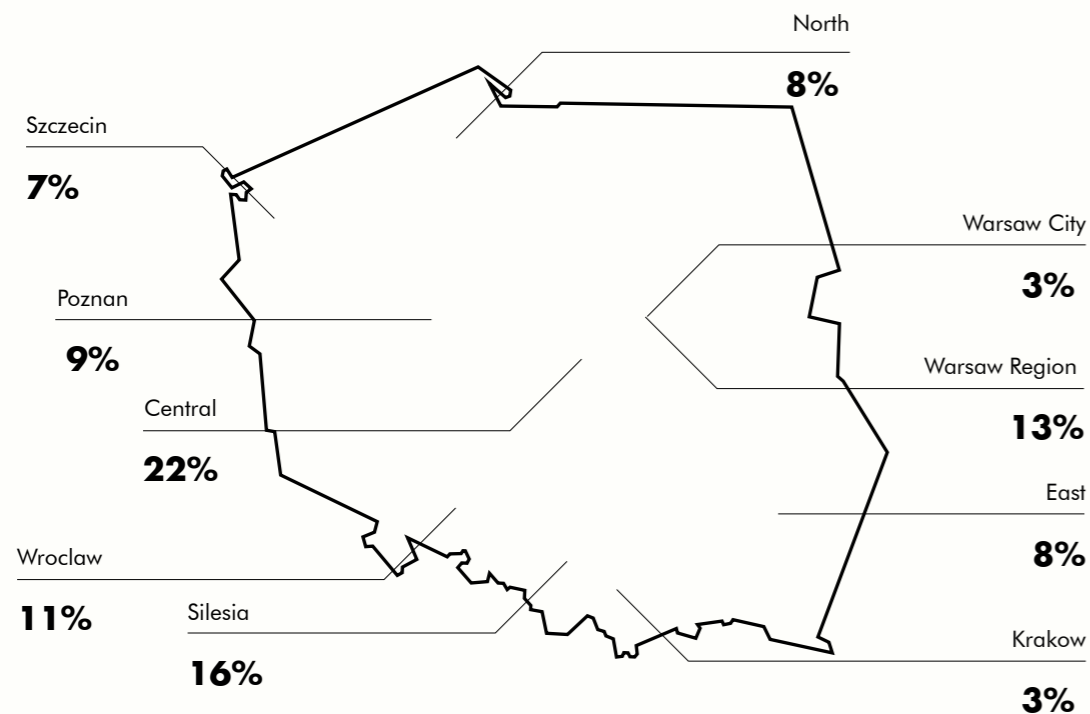 North
8%
Szczecin
7%
Warsaw City
3%
Poznan
9%
Warsaw Region
13%
Central
22%
East
8%
Wroclaw
11%
Silesia
16%
Krakow
3%